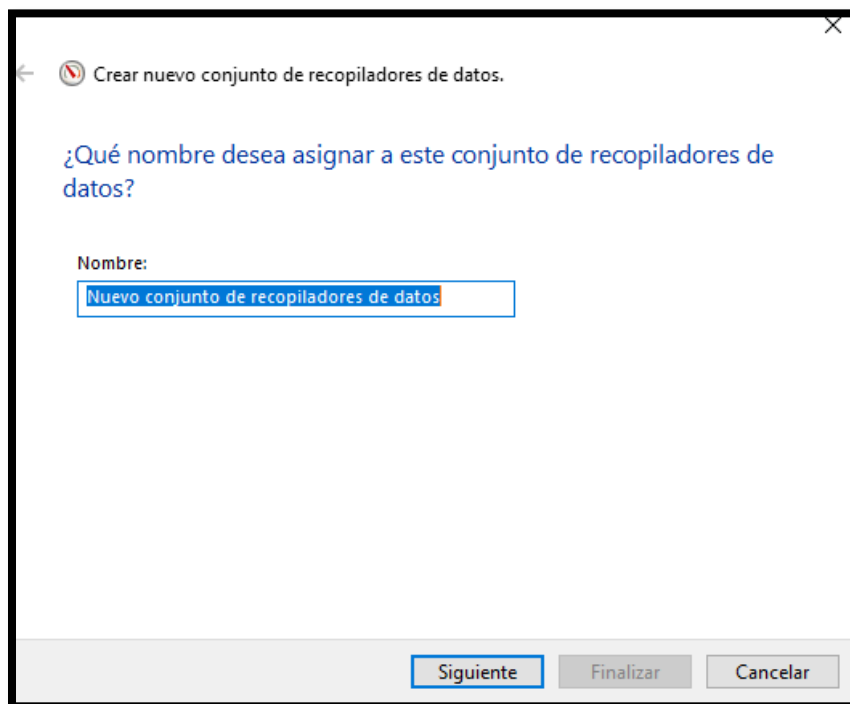 Crear nuevo conjunto de recopiladores de datos.
¿Qué nombre desea asignar a este conjunto de recopiladores de
datos?
Nombre:
Nuevo conjunto de recopiladores de datos
Siguiente
Finalizar
Cancelar